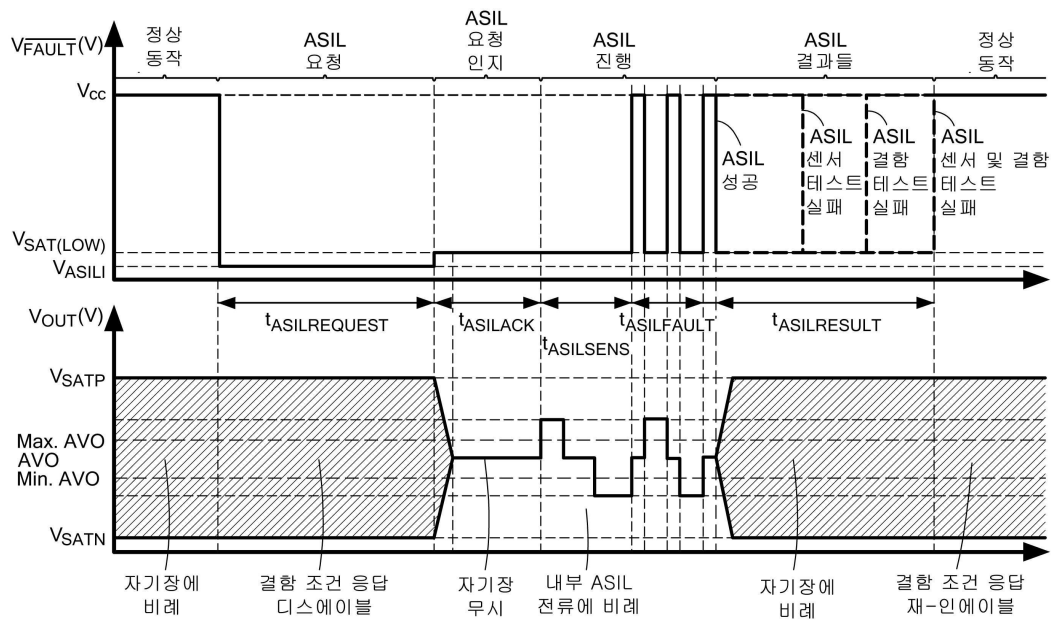 V_FAULT(V)
정상
동작
ASIL
요청
ASIL
요청
인지
ASIL
진행
ASIL
결과들
정상
동작
VCC
ASIL
성공
ASIL
센서
테스트
실패
ASIL
결함
테스트
실패
ASIL
센서 및 결함
테스트
실패
VSAT(LOW)
VASILI
tASILREQUEST
tASILACK
tASILSENS
tASILFAULT
tASILRESULT
VOUT(V)
VSATP
Max. AVO
AVO
Min. AVO
VSATN
자기장에
비례
결함 조건 응답
디스에이블
자기장
무시
내부 ASIL
전류에 비례
자기장에
비례
결함 조건 응답
재-인에이블